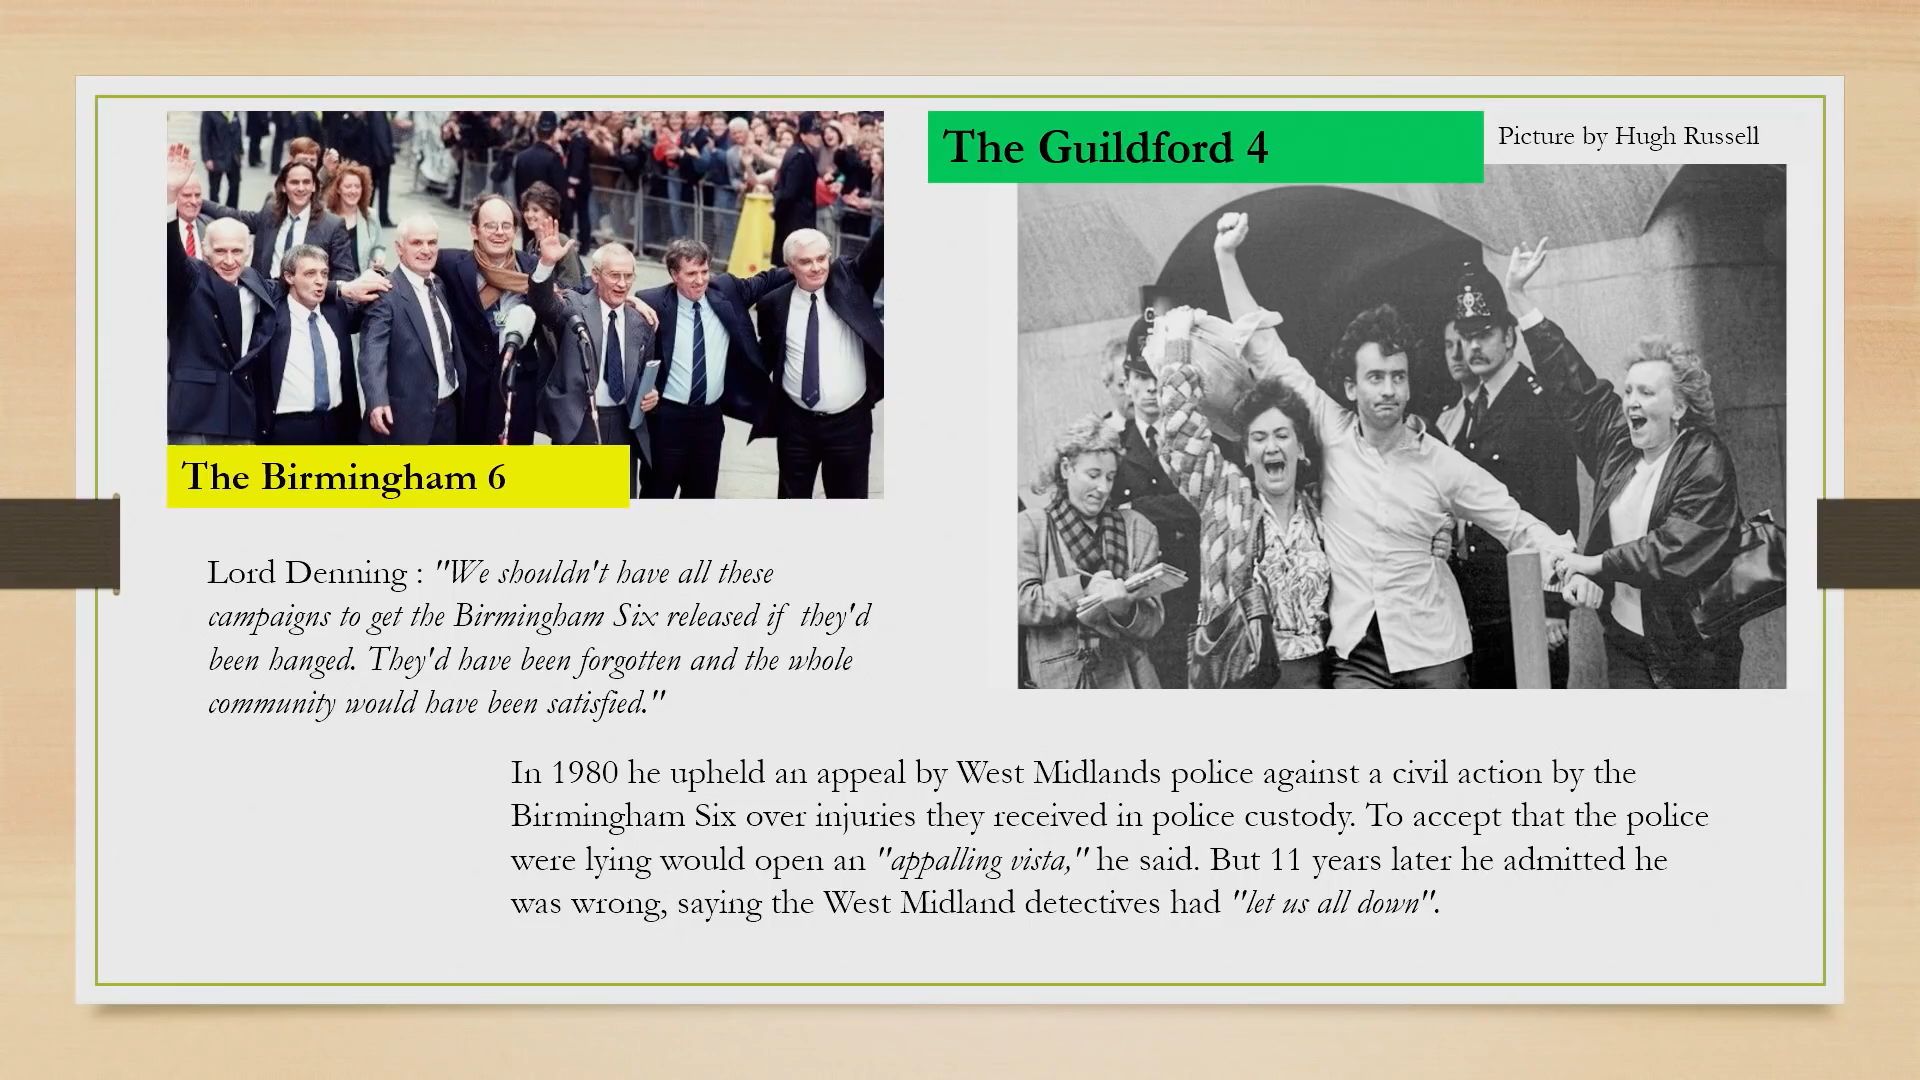 The Guildford 4
Picture by Hugh Russell
The Birmingham 6
Lord Denning : "We shouldn't have all these
campaigns to get the Birmingham Six released if they'd
been hanged. They'd have been forgotten and the whole
community would have been satisfied."
In 1980 he upheld an appeal by West Midlands police against a civil action by the
Birmingham Six over injuries they received in police custody. To accept that the police
were lying would open an "appalling vista," he said. But 11 years later he admitted he
was wrong, saying the West Midland detectives had "let us all down".